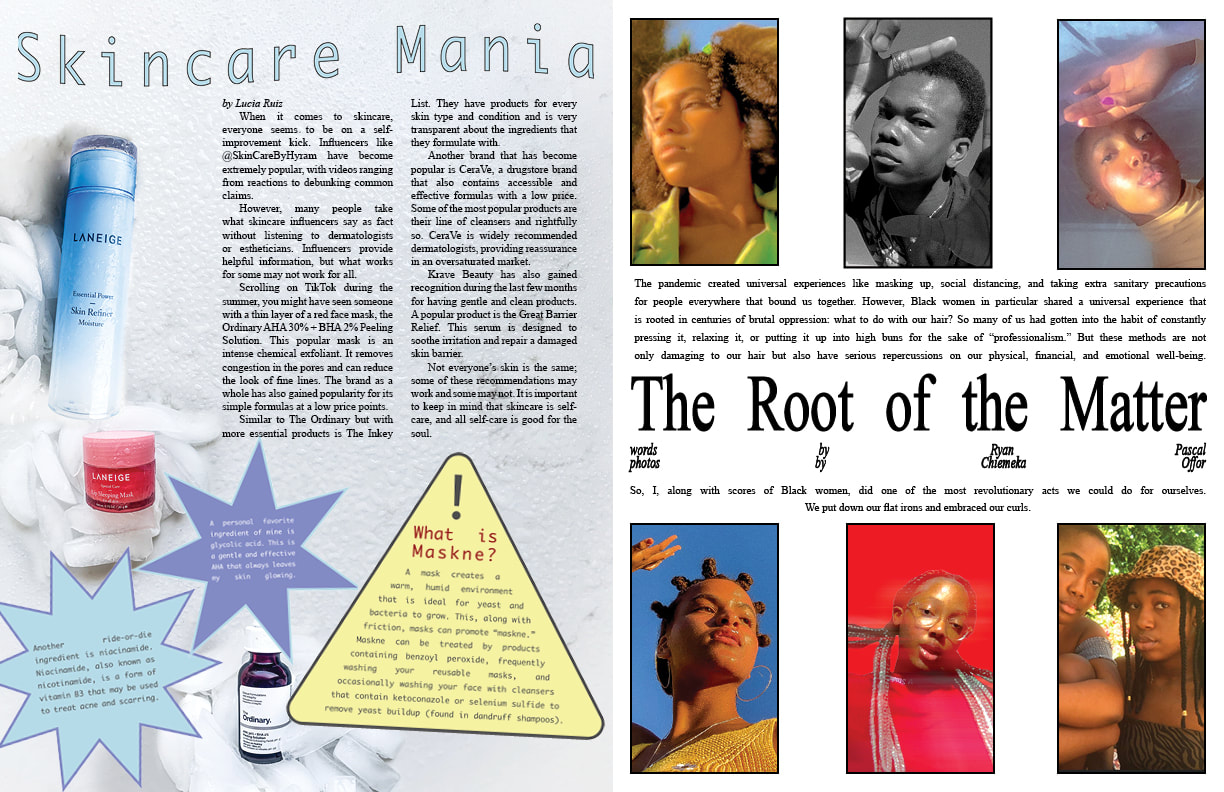 Skincare Mania
by Lucia Ruiz
When it comes to skincare,
everyone seems to be on a self-
improvement kick. Influencers like
@SkinCareByHyram have become
extremely popular, with videos ranging
from reactions to debunking common
claims.
However, many people take
what skincare influencers say as fact
without listening to dermatologists
or estheticians. Influencers provide
helpful information, but what works
for some may not work for all.
Scrolling on TikTok during the
summer, you might have seen someone
with a thin layer of a red face mask, the
Ordinary AHA 30% + BHA 2% Peeling
Solution. This popular mask is an
intense chemical exfoliant. It removes
congestion in the pores and can reduce
the look of fine lines. The brand as a
whole has also gained popularity for its
simple formulas at a low price points.
Similar to The Ordinary but with
more essential products is The Inkey
List. They have products for every
skin type and condition and is very
transparent about the ingredients that
they formulate with.
Another brand that has become
popular is CeraVe, a drugstore brand
that also contains accessible and
effective formulas with a low price.
Some of the most popular products are
their line of cleansers and rightfully
so. CeraVe is widely recommended
dermatologists, providing reassurance
in an oversaturated market.
Krave Beauty has also gained
recognition during the last few months
for having gentle and clean products.
A popular product is the Great Barrier
Relief. This serum is designed to
soothe irritation and repair a damaged
skin barrier.
Not everyone's skin is the same;
some of these recommendations may
work and some may not. It is important
to keep in mind that skincare is self-
care, and all self-care is good for the
soul.
LANEIGE
Essential Power
Skin Refiner
Moisture
LANEIGE
Special Care
Lip Sleeping Mask
A personal favorite
ingredient of mine is
glycolic acid. This is
a gentle and effective
AHA that always leaves
my skin glowing.
Another ride-or-die
ingredient is niacinamide.
Niacinamide, also known as
nicotinamide, is a form of
vitamin B3 that may be used
to treat acne and scarring.
The
Ordinary.
!
What is
Maskne?
A mask creates a
warm, humid environment
that is ideal for yeast and
bacteria to grow. This, along with
friction, masks can promote "maskne."
Maskne can be treated by products
containing benzoyl peroxide, frequently
washing your reusable masks, and
occasionally washing your face with cleansers
that contain ketoconazole or selenium sulfide to
remove yeast buildup (found in dandruff shampoos).
The pandemic created universal experiences like masking up, social distancing, and taking extra sanitary precautions
for people everywhere that bound us together. However, Black women in particular shared a universal experience that
is rooted in centuries of brutal oppression: what to do with our hair? So many of us had gotten into the habit of constantly
pressing it, relaxing it, or putting it up into high buns for the sake of "professionalism." But these methods are not
only damaging to our hair but also have serious repercussions on our physical, financial, and emotional well-being.
The Root of the Matter
words by Ryan Pascal
photos by Chiemeka Offor
So, I, along with scores of Black women, did one of the most revolutionary acts we could do for ourselves.
We put down our flat irons and embraced our curls.